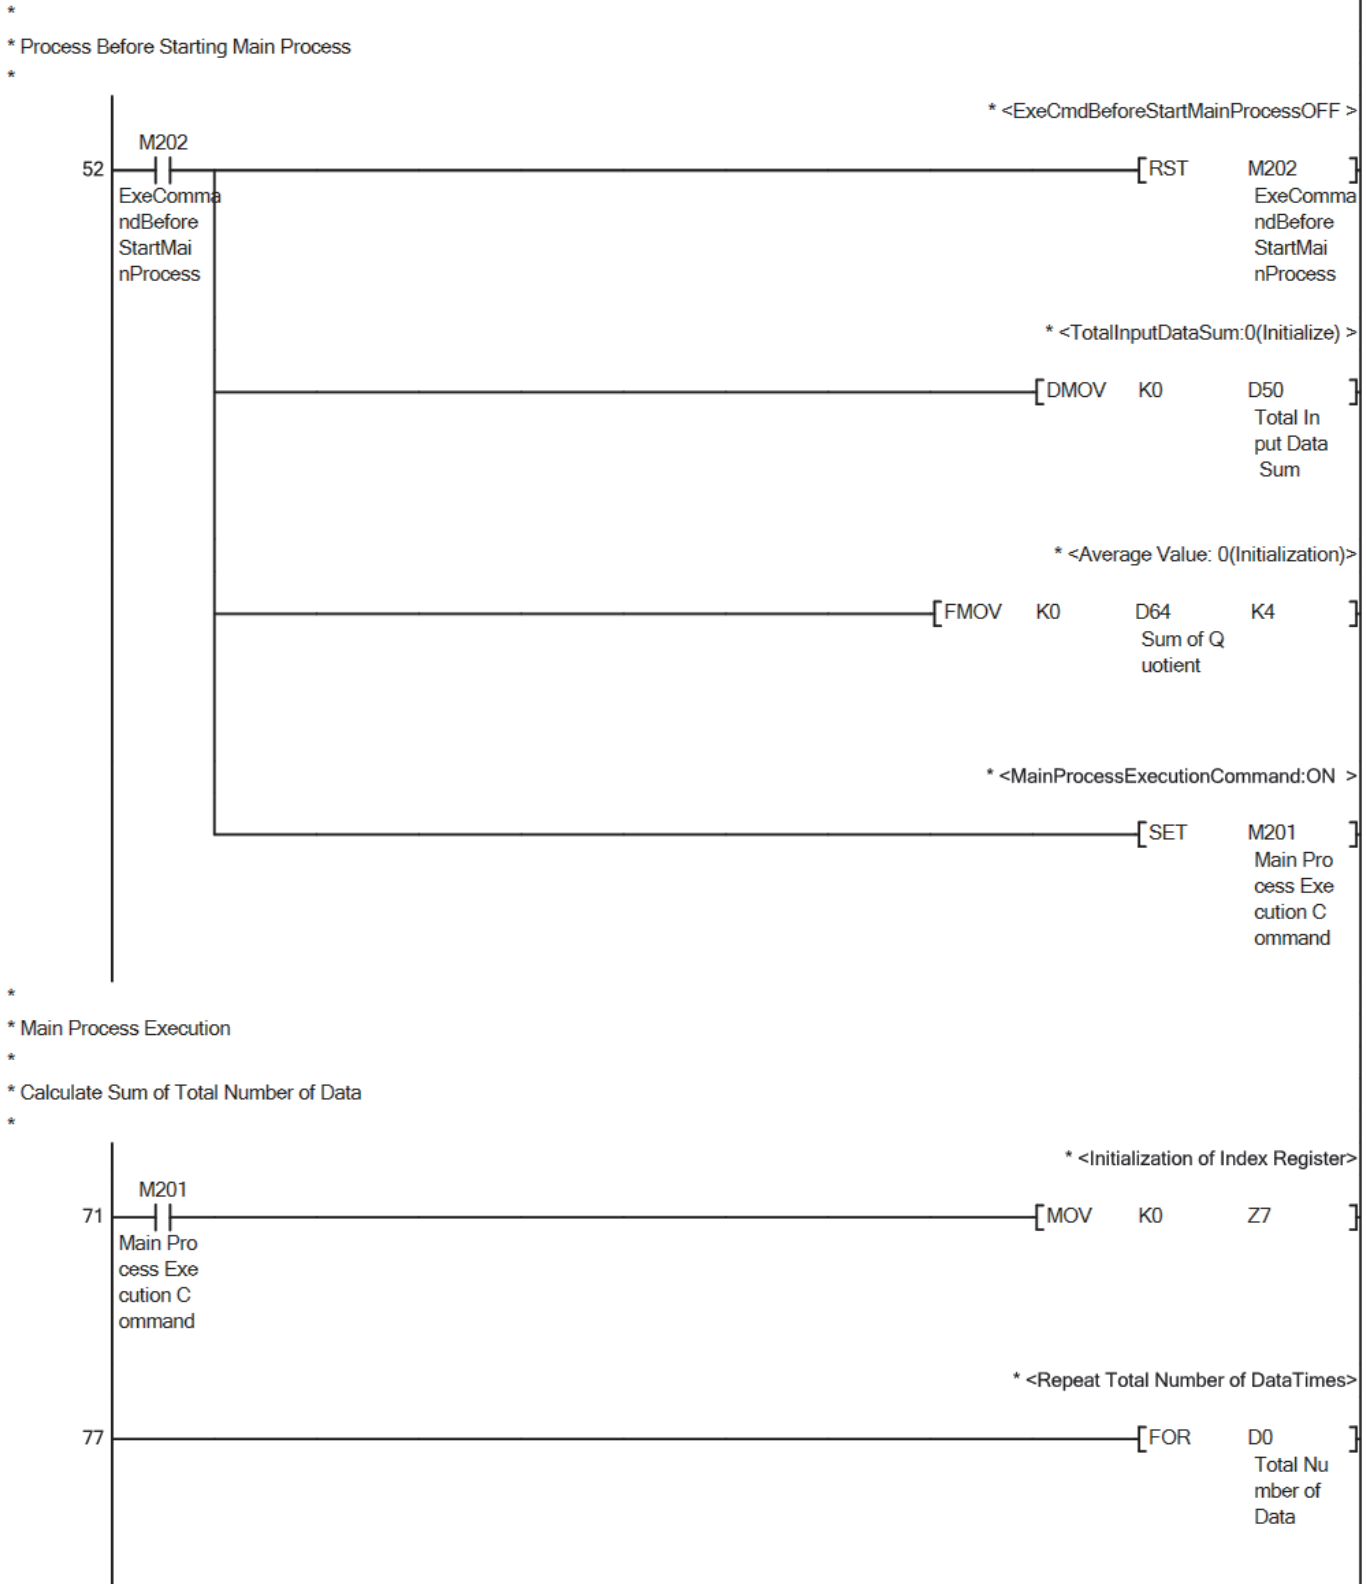 *
* Process Before Starting Main Process
*
* <ExeCmdBeforeStartMainProcessOFF >
M202
52
RST M202
ExeComma
ndBefore
StartMai
nProcess
ExeComma
ndBefore
StartMai
nProcess
* <TotalInputDataSum:0(Initialize) >
DMOV K0 D50
Total In
put Data
Sum
* <Average Value: 0(Initialization)>
FMOV K0 D64 K4
Sum of Q
uotient
* <MainProcessExecutionCommand:ON >
SET M201
Main Pro
cess Exe
cution C
ommand
*
* Main Process Execution
*
* Calculate Sum of Total Number of Data
*
* <Initialization of Index Register>
M201
71
MOV K0 Z7
Main Pro
cess Exe
cution C
ommand
* <Repeat Total Number of DataTimes>
77
FOR D0
Total Nu
mber of
Data